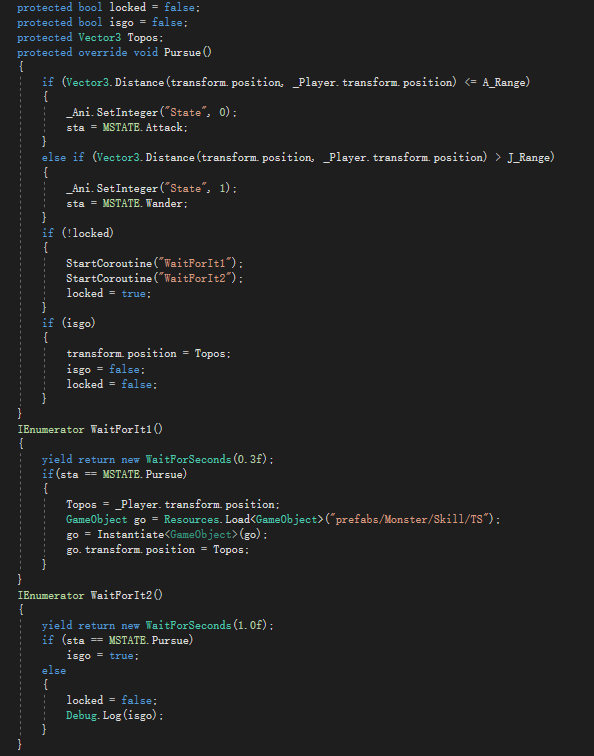 protected bool locked = false;
protected bool isgo = false;
protected Vector3 Topos;
protected override void Pursue()
{
if (Vector3.Distance(transform.position, _Player.transform.position) <= A_Range)
{
_Ani.SetInteger("State", 0);
sta = MSTATE.Attack;
}
else if (Vector3.Distance(transform.position, _Player.transform.position) > J_Range)
{
_Ani.SetInteger("State", 1);
sta = MSTATE.Wander;
}
if (!locked)
{
StartCoroutine("WaitForIt1");
StartCoroutine("WaitForIt2");
locked = true;
}
if (isgo)
{
transform.position = Topos;
isgo = false;
locked = false;
}
}
IEnumerator WaitForIt1()
{
yield return new WaitForSeconds(0.3f);
if(sta == MSTATE.Pursue)
{
Topos = _Player.transform.position;
GameObject go = Resources.Load<GameObject>("prefabs/Monster/Skill/TS");
go = Instantiate<GameObject>(go);
go.transform.position = Topos;
}
}
IEnumerator WaitForIt2()
{
yield return new WaitForSeconds(1.0f);
if (sta == MSTATE.Pursue)
isgo = true;
else
{
locked = false;
Debug.Log(isgo);
}
}